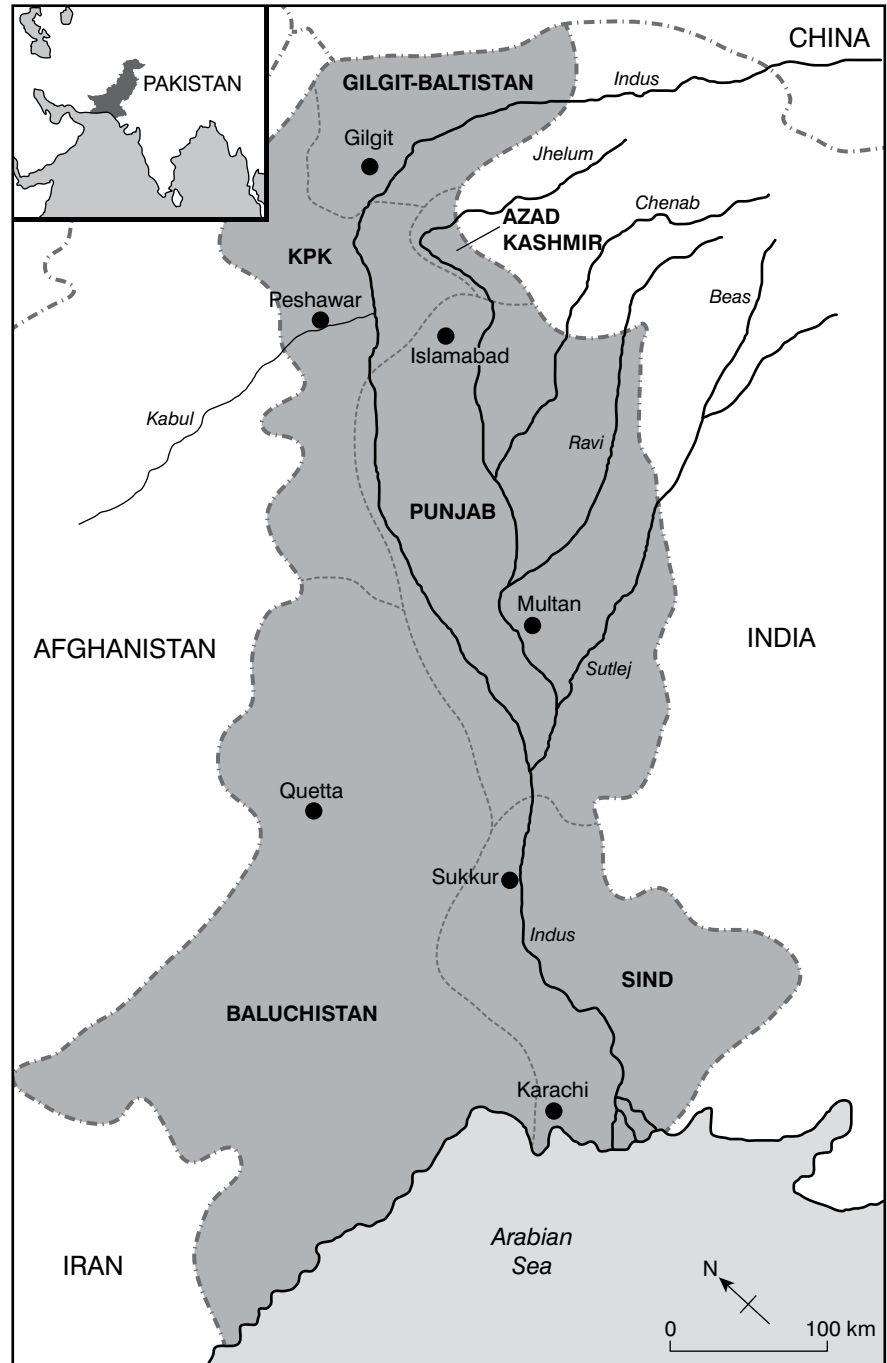 CHINA
PAKISTAN
GILGIT-BALTISTAN
Indus
Gilgit
Jhelum
Chenab
AZAD
KASHMIR
KPK
Peshawar
Beas
Islamabad
Kabul
Ravi
PUNJAB
Multan
AFGHANISTAN
INDIA
Sutlej
Quetta
Sukkur
Indus
SIND
BALUCHISTAN
Karachi
Arabian
Sea
IRAN
N
0 100 km